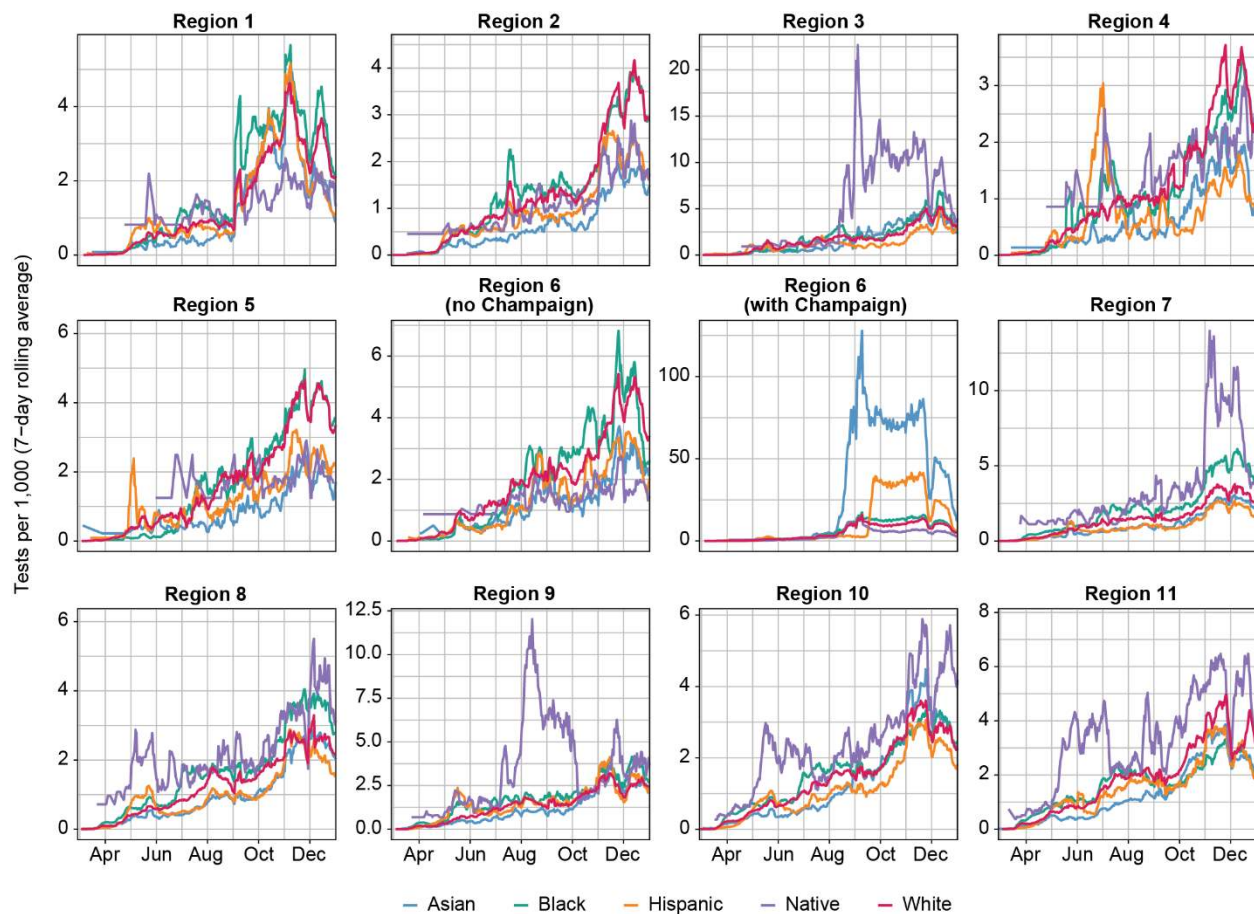 Region 1
Region 2
Region 3
Region 4
4
2
0
4
3
2
1
0
20
15
10
5
0
3
2
1
0
Tests per 1,000 (7−day rolling average)
Region 5
Region 6
(no Champaign)
Region 6
(with Champaign)
Region 7
6
4
2
0
6
4
2
0
100
50
0
10
5
0
Region 8
Region 9
Region 10
Region 11
6
4
2
0
12.5
10.0
7.5
5.0
2.5
0.0
6
4
2
0
8
6
4
2
0
Apr Jun Aug Oct Dec
Apr Jun Aug Oct Dec
Apr Jun Aug Oct Dec
Apr Jun Aug Oct Dec
Asian Black Hispanic Native White